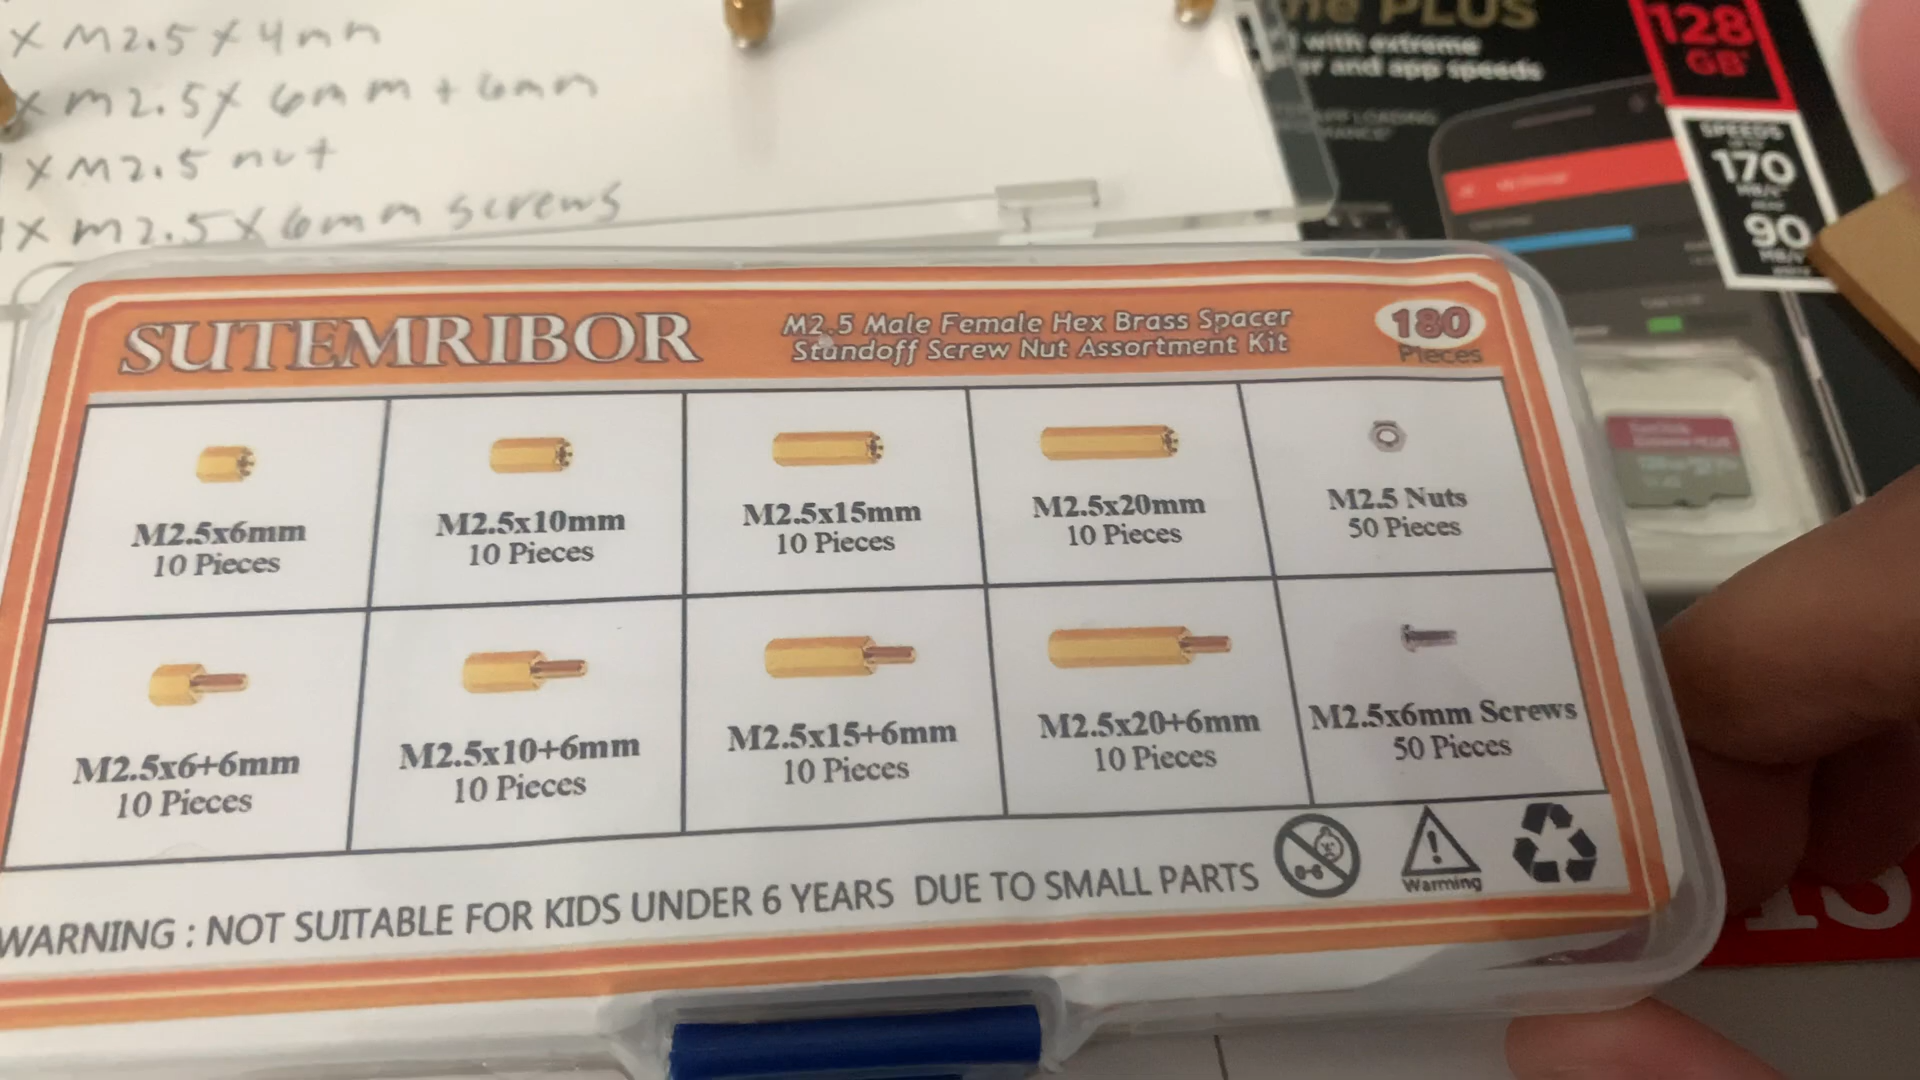 X M2.5 X 4mm
X M2.5 X 6mm + 6mm
X M2.5 nut
X M2.5 X 6mm screws
PLUS
with extreme
and app speeds
128
GB
SPEEDS
170
MB/s
90
MB/s
SUTEMRIBOR
M2.5 Male Female Hex Brass Spacer
Standoff Screw Nut Assortment Kit
180
Pieces
M2.5x6mm
10 Pieces
M2.5x10mm
10 Pieces
M2.5x15mm
10 Pieces
M2.5x20mm
10 Pieces
M2.5 Nuts
50 Pieces
M2.5x6+6mm
10 Pieces
M2.5x10+6mm
10 Pieces
M2.5x15+6mm
10 Pieces
M2.5x20+6mm
10 Pieces
M2.5x6mm Screws
50 Pieces
WARNING : NOT SUITABLE FOR KIDS UNDER 6 YEARS DUE TO SMALL PARTS
Warning